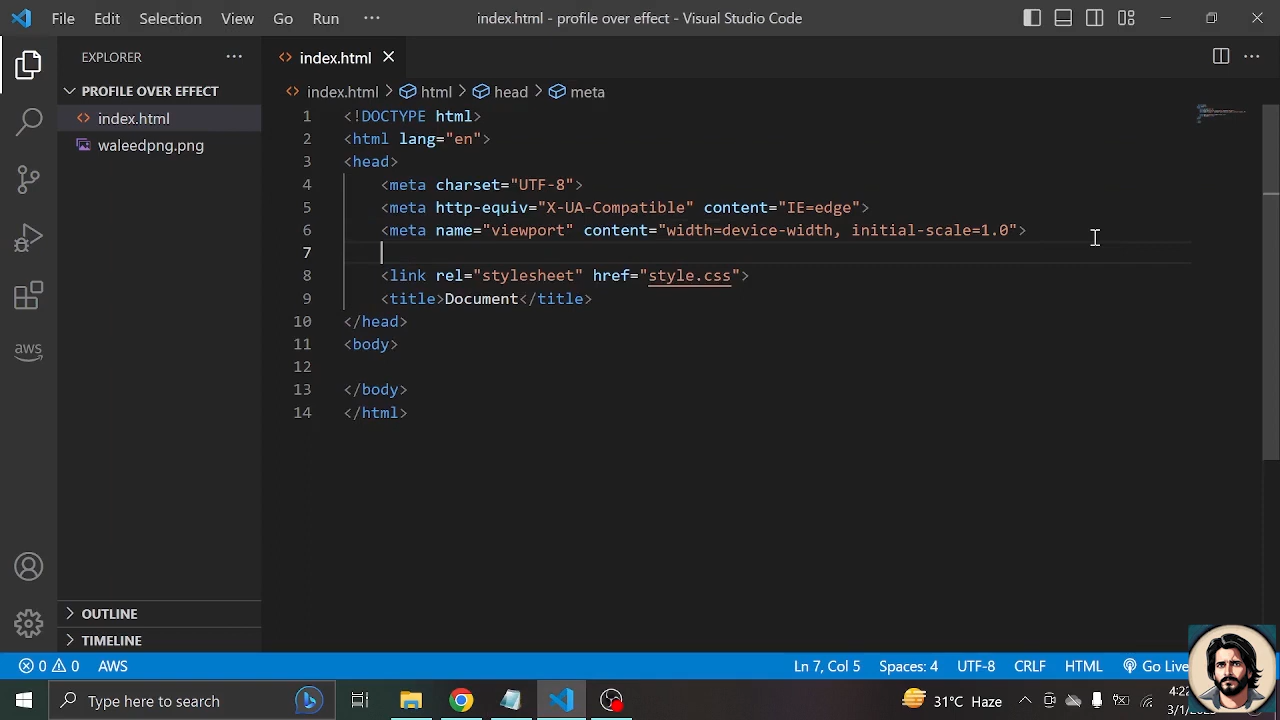 File Edit Selection View Go Run ··· index.html - profile over effect - Visual Studio Code
EXPLORER ···
index.html
PROFILE OVER EFFECT
index.html > html > head > meta
index.html
waleedpng.png
1 <!DOCTYPE html>
2 <html lang="en">
3 <head>
4 <meta charset="UTF-8">
5 <meta http-equiv="X-UA-Compatible" content="IE=edge">
6 <meta name="viewport" content="width=device-width, initial-scale=1.0">
7
8 <link rel="stylesheet" href="style.css">
9 <title>Document</title>
10 </head>
11 <body>
12
13 </body>
14 </html>
aws
OUTLINE
TIMELINE
0 0 AWS Ln 7, Col 5 Spaces: 4 UTF-8 CRLF HTML Go Live
Type here to search 31°C Haze